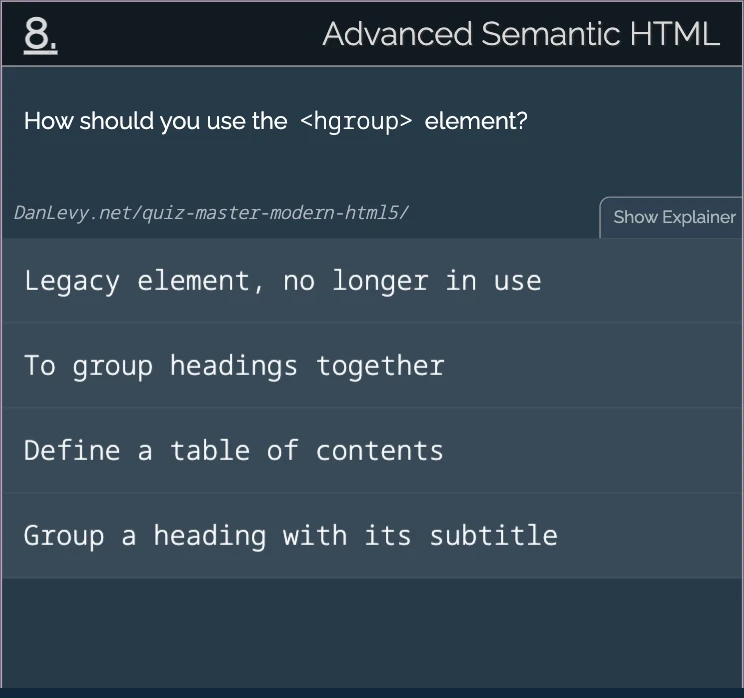 8.
Advanced Semantic HTML
How should you use the <hgroup> element?
DanLevy.net/quiz-master-modern-html5/
Show Explainer
Legacy element, no longer in use
To group headings together
Define a table of contents
Group a heading with its subtitle